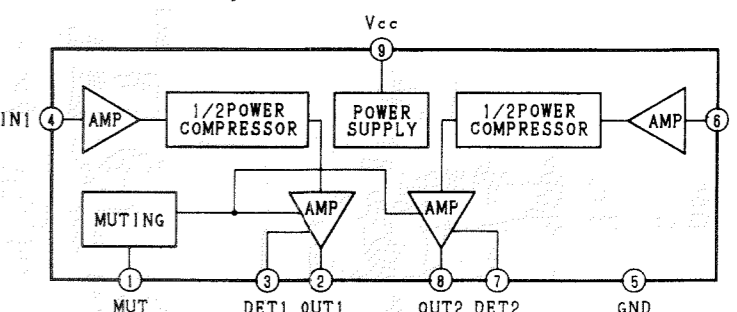 Vcc
9
IN1 4 AMP 1/2POWER COMPRESSOR
POWER SUPPLY
1/2POWER COMPRESSOR
AMP 6
MUTING
AMP
AMP
1 3 2 8 7 5
MUT DET1 OUT1 OUT2 DET2 GND